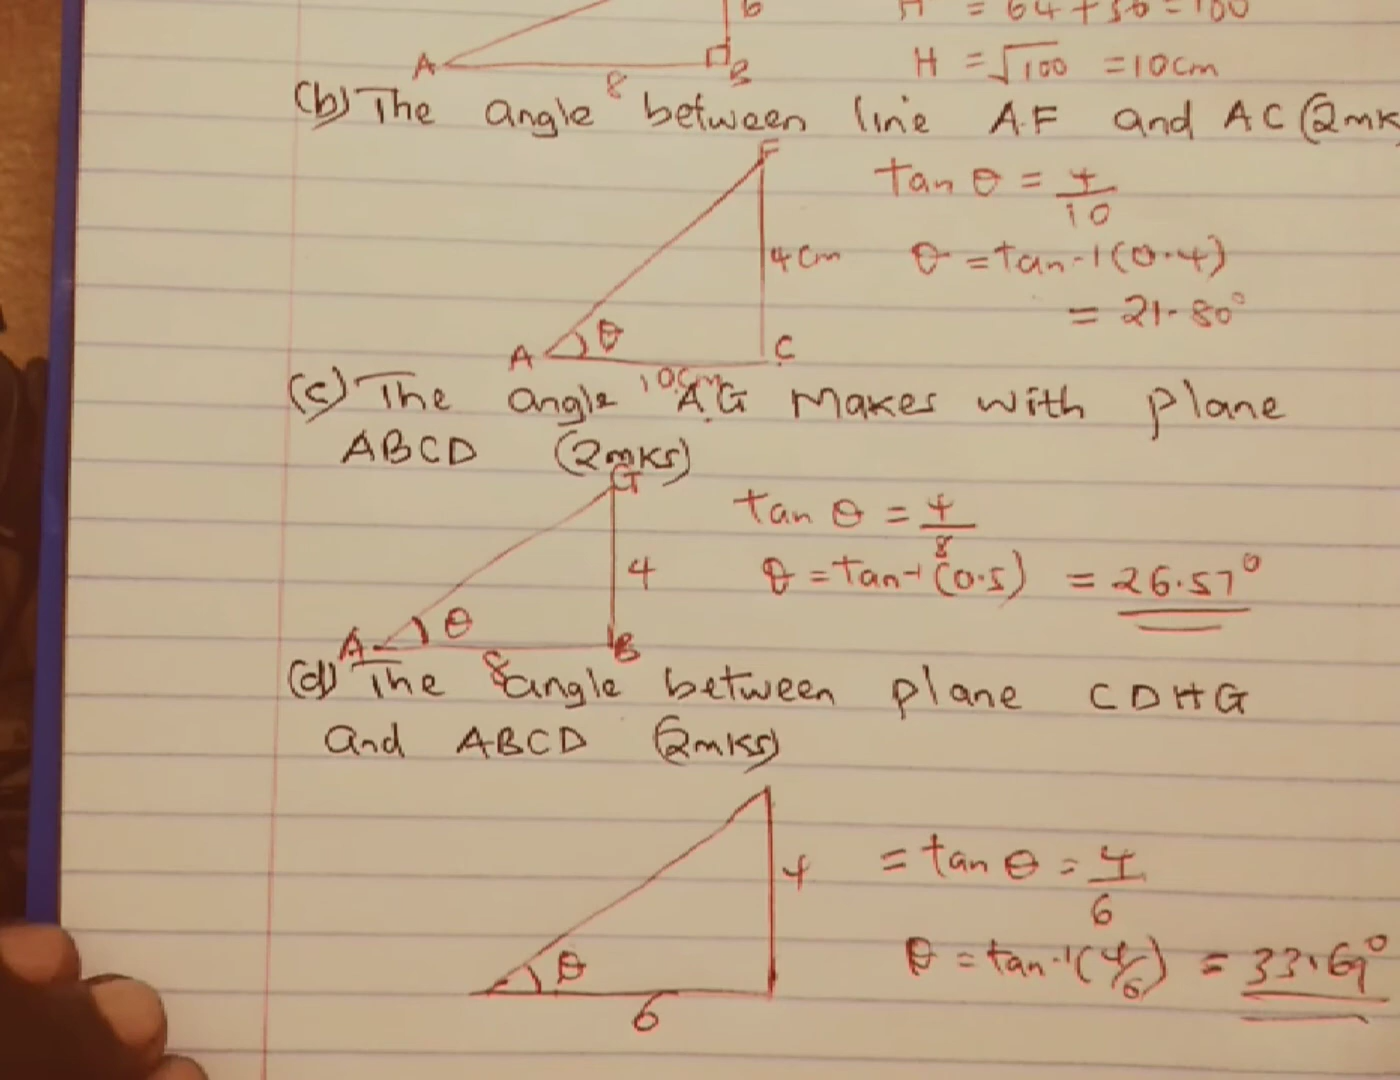 6
H = 64 + 36 = 100
A
B
H = √100 = 10cm
8
(b) The angle between line AF and AC (2mk
F
tan θ = 4/10
4cm
θ = tan-1(0.4)
= 21.80°
θ
A
C
10cm
(c) The angle AG Makes with plane
ABCD (2mks)
G
tan θ = 4/8
4
θ = tan-1(0.5) = 26.57°
θ
A
B
8
(d) The angle between plane CDHG
and ABCD (2mks)
4
= tan θ = 4/6
θ
θ = tan-1(4/6) = 33.69°
6